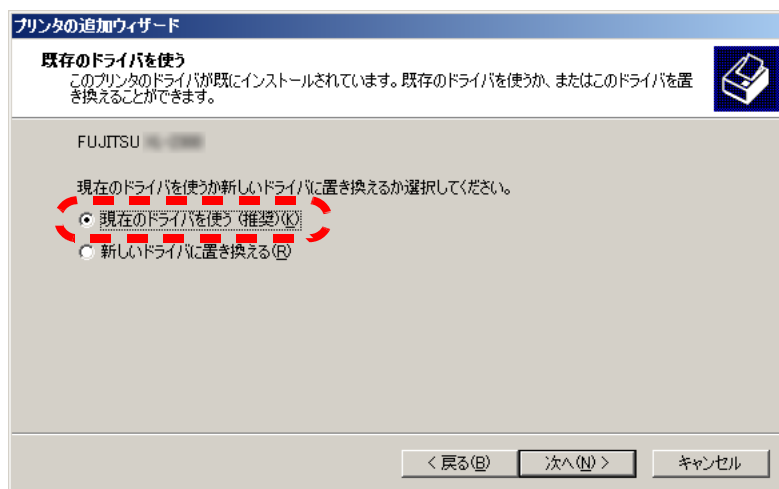 プリンタの追加ウィザード
既存のドライバを使う
このプリンタのドライバが既にインストールされています。既存のドライバを使うか、またはこのドライバを置
き換えることができます。
FUJITSU
現在のドライバを使うか新しいドライバに置き換えるか選択してください。
現在のドライバを使う (推奨)(K)
新しいドライバに置き換える(R)
< 戻る(B)
次へ(N) >
キャンセル